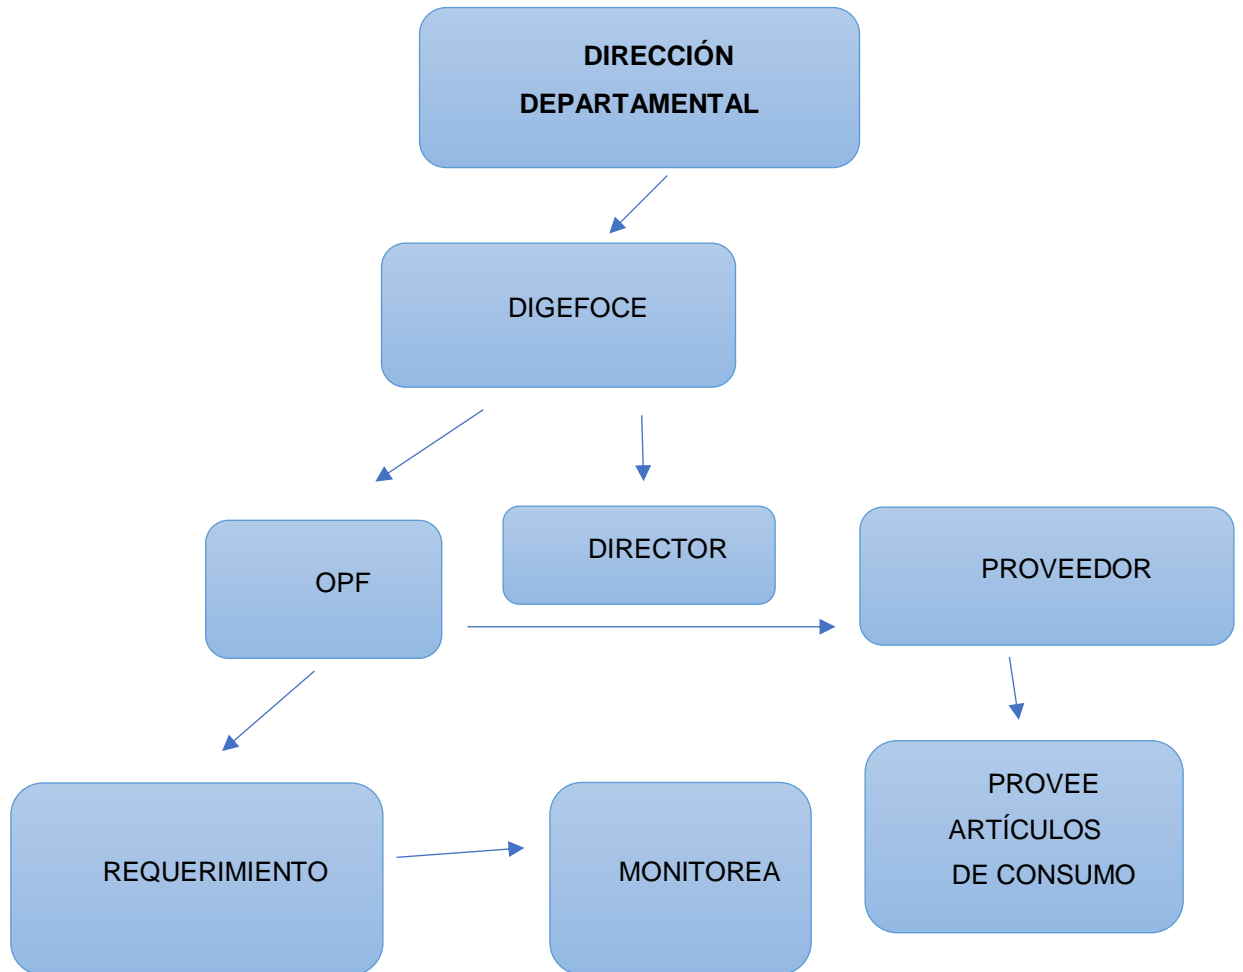 DIRECCIÓN
DEPARTAMENTAL
DIGEFOCE
OPF
DIRECTOR
PROVEEDOR
REQUERIMIENTO
MONITOREA
PROVEE
ARTÍCULOS
DE CONSUMO